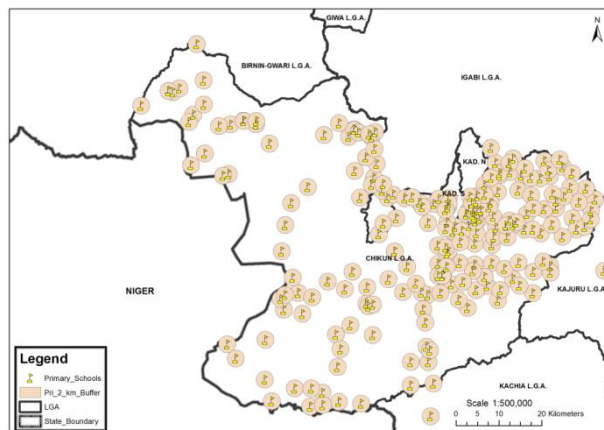 GIWA L.G.A.
N
BIRNIN-GWARI L.G.A.
IGABI L.G.A.
KAD. N
KAD. S
CHIKUN L.G.A.
NIGER
KAJURU L.G.A
KACHIA L.G.A.
Legend
Primary_Schools
Pri_2_km_Buffer
LGA
State_Boundary
Scale 1:500,000
0 5 10 20 Kilometers